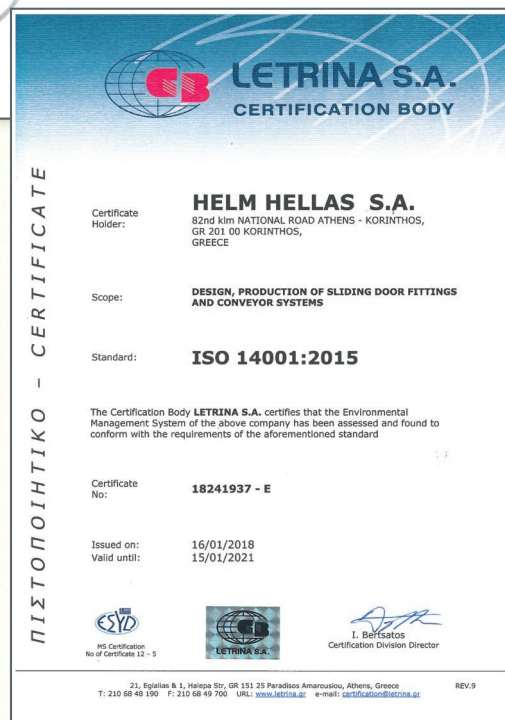 GB
LETRINA S.A.
CERTIFICATION BODY
ΠΙΣΤΟΠΟΙΗΤΙΚΟ – CERTIFICATE
Certificate
Holder:
HELM HELLAS S.A.
82nd klm NATIONAL ROAD ATHENS - KORINTHOS,
GR 201 00 KORINTHOS,
GREECE
Scope:
DESIGN, PRODUCTION OF SLIDING DOOR FITTINGS
AND CONVEYOR SYSTEMS
Standard:
ISO 14001:2015
The Certification Body LETRINA S.A. certifies that the Environmental
Management System of the above company has been assessed and found to
conform with the requirements of the aforementioned standard
Certificate
No:
18241937 - E
Issued on:
16/01/2018
Valid until:
15/01/2021
ΕΣΥD
MS Certification
No of Certificate 12 – 5
LETRINA S.A.
I. Bertsatos
Certification Division Director
21, Egialias & 1, Halepa Str, GR 151 25 Paradisos Amarousiou, Athens, Greece
REV.9
T: 210 68 48 190 F: 210 68 49 700 URL: www.letrina.gr e-mail: certification@letrina.gr